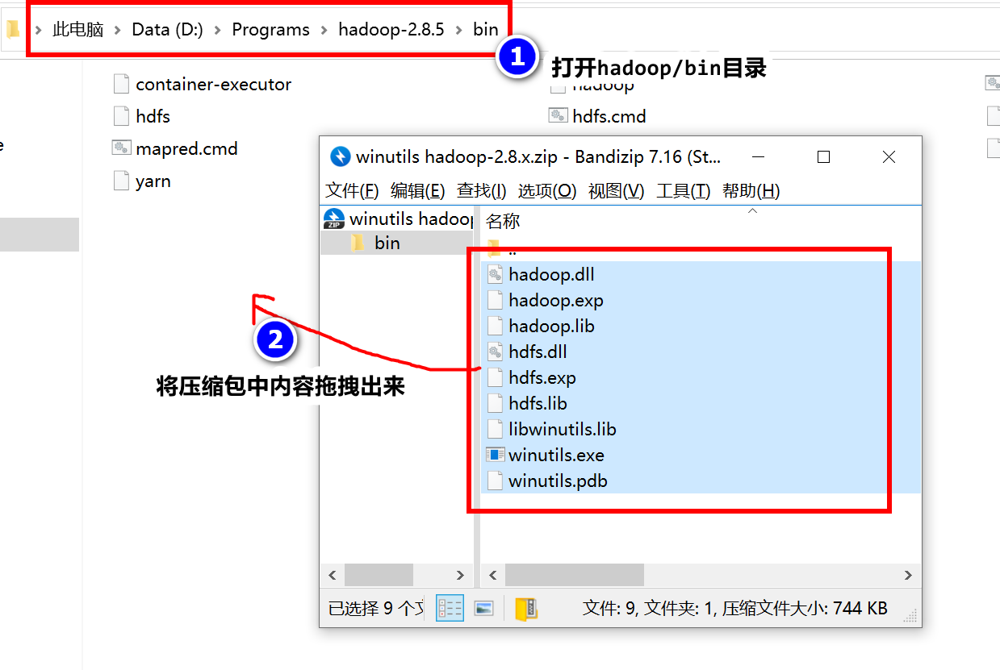 此电脑 > Data (D:) > Programs > hadoop-2.8.5 > bin
1
打开hadoop/bin目录
container-executor
hadoop
hdfs
hdfs.cmd
mapred.cmd
yarn
e
winutils hadoop-2.8.x.zip - Bandizip 7.16 (St...
文件(F) 编辑(E) 查找(I) 选项(O) 视图(V) 工具(T) 帮助(H)
winutils hadoop
bin
名称
..
hadoop.dll
hadoop.exp
hadoop.lib
hdfs.dll
hdfs.exp
hdfs.lib
libwinutils.lib
winutils.exe
winutils.pdb
2
将压缩包中内容拖拽出来
ZIP
已选择 9 个文
文件: 9, 文件夹: 1, 压缩文件大小: 744 KB